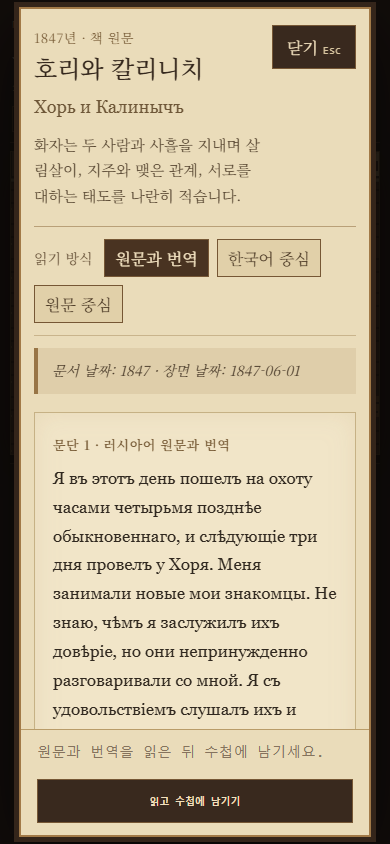 1847년 · 책 원문
닫기 Esc
호리와 칼리니치
Хорь и Калинычъ
화자는 두 사람과 사흘을 지내며 살
림살이, 지주와 맺은 관계, 서로를
대하는 태도를 나란히 적습니다.
읽기 방식
원문과 번역
한국어 중심
원문 중심
문서 날짜: 1847 · 장면 날짜: 1847-06-01
문단 1 · 러시아어 원문과 번역
Я въ этотъ день пошелъ на охоту
часами четырьмя позднѣе
обыкновеннаго, и слѣдующіе три
дня провелъ у Хоря. Меня
занимали новые мои знакомцы. Не
знаю, чѣмъ я заслужилъ ихъ
довѣріе, но они непринужденно
разговаривали со мной. Я съ
удовольствіемъ слушалъ ихъ и
원문과 번역을 읽은 뒤 수첩에 남기세요.
읽고 수첩에 남기기